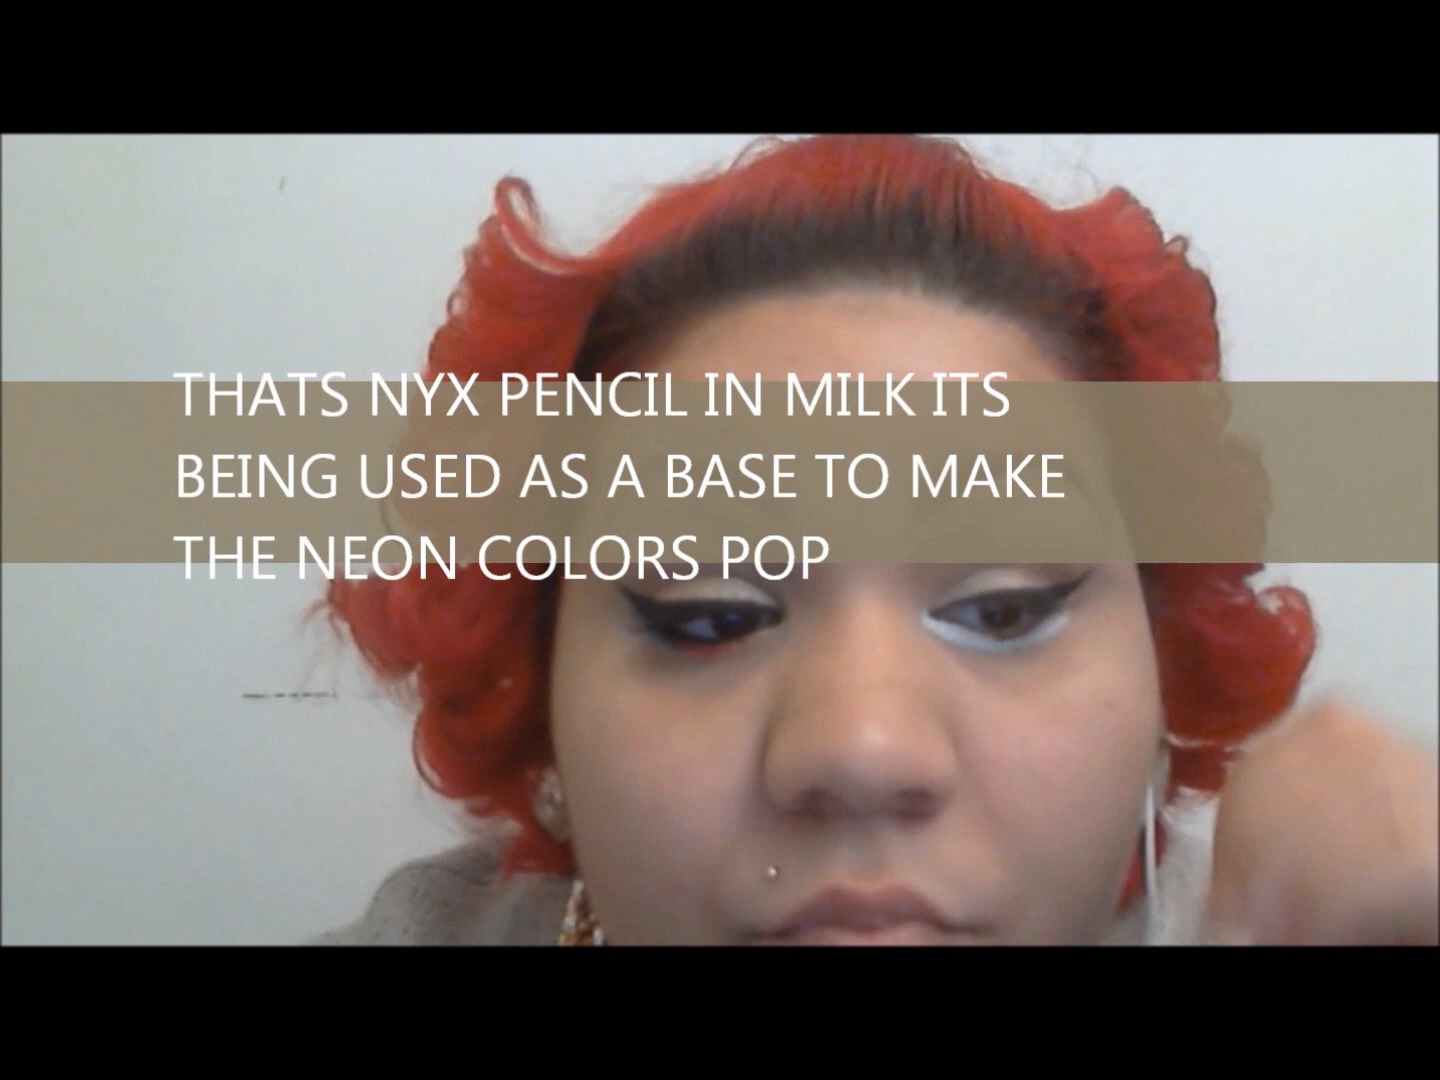 THATS NYX PENCIL IN MILK ITS
BEING USED AS A BASE TO MAKE
THE NEON COLORS POP